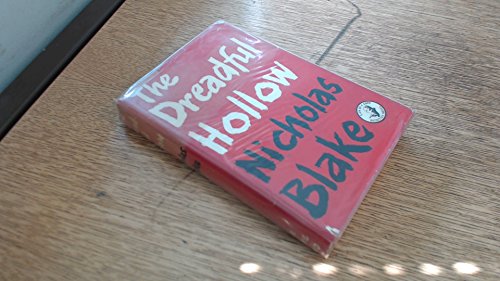 The
Dreadful
Hollow
Nicholas
Blake